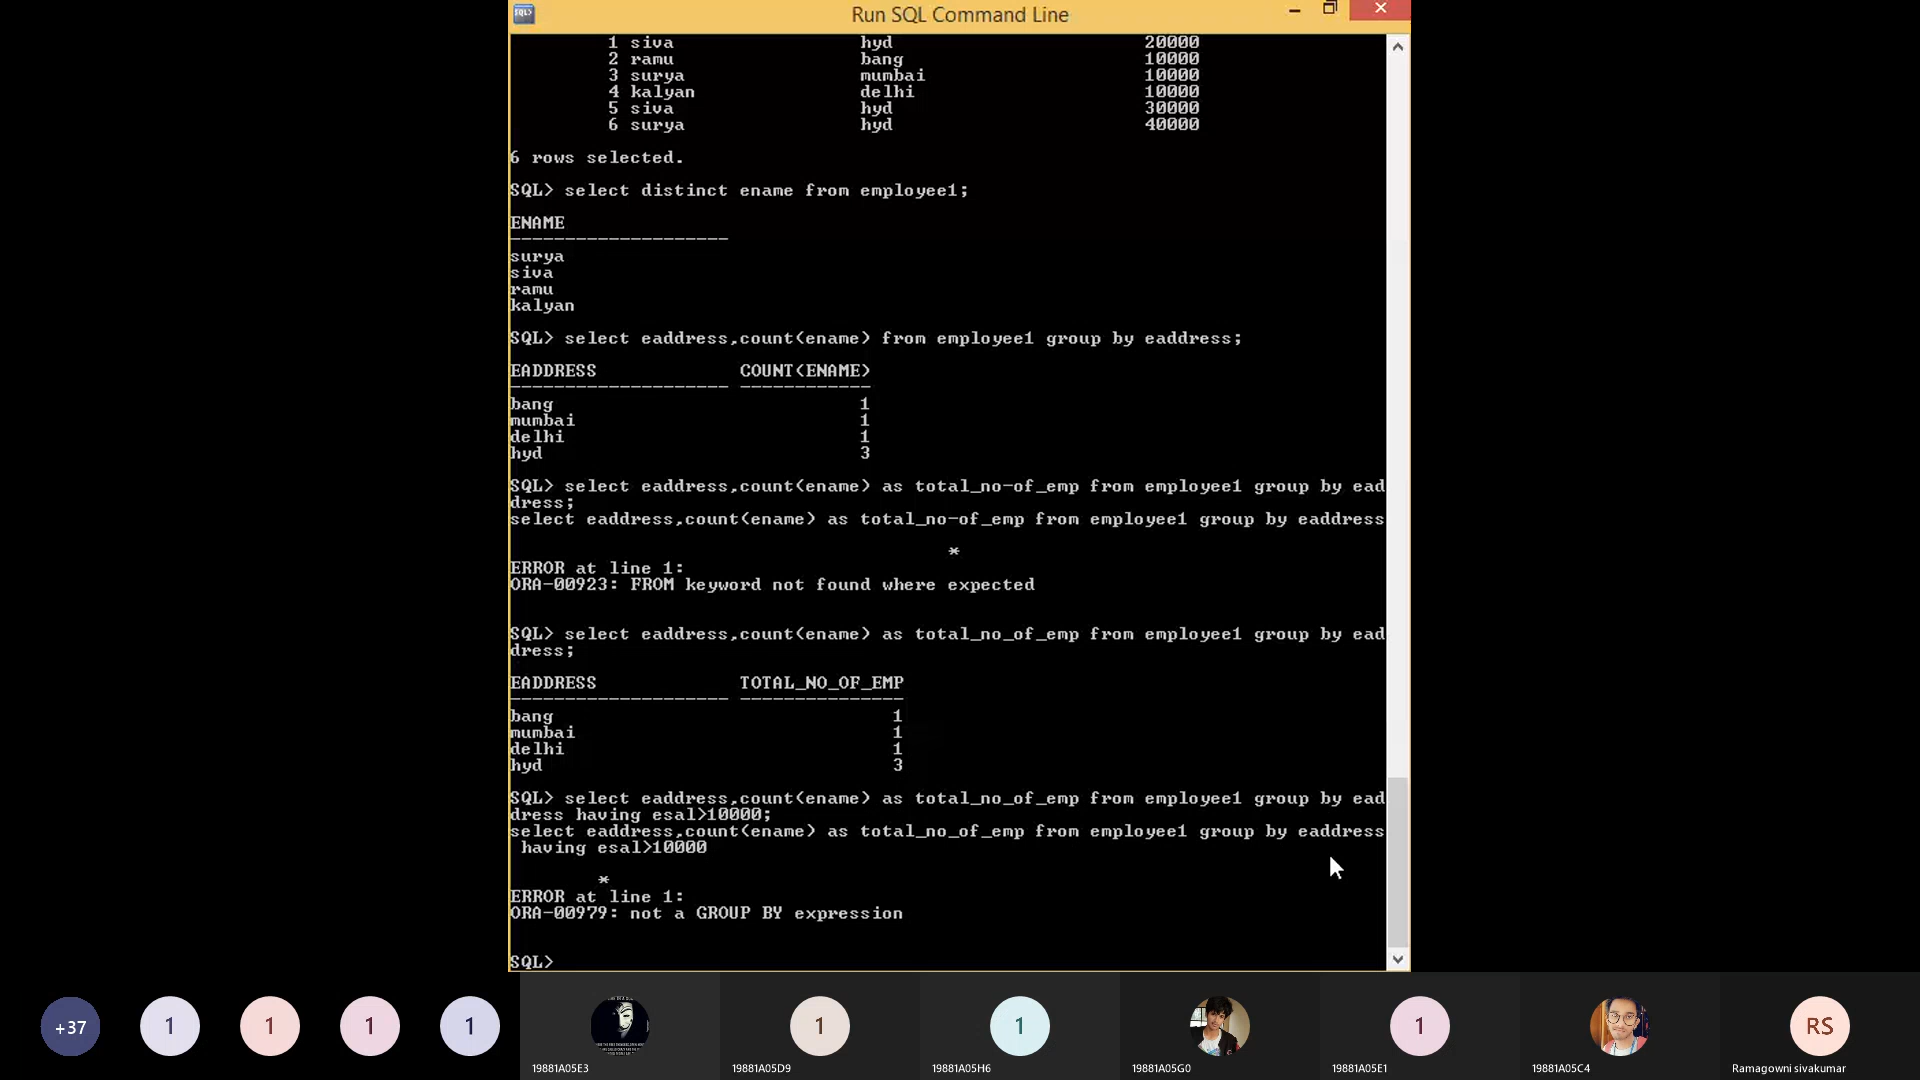 Run SQL Command Line
1 siva hyd 20000
2 ramu bang 10000
3 surya mumbai 10000
4 kalyan delhi 10000
5 siva hyd 30000
6 surya hyd 40000
6 rows selected.
SQL> select distinct ename from employee1;
ENAME
--------------------
surya
siva
ramu
kalyan
SQL> select eaddress,count(ename) from employee1 group by eaddress;
EADDRESS COUNT(ENAME)
-------------------- ------------
bang 1
mumbai 1
delhi 1
hyd 3
SQL> select eaddress,count(ename) as total_no-of_emp from employee1 group by ead
dress;
select eaddress,count(ename) as total_no-of_emp from employee1 group by eaddress
*
ERROR at line 1:
ORA-00923: FROM keyword not found where expected
SQL> select eaddress,count(ename) as total_no_of_emp from employee1 group by ead
dress;
EADDRESS TOTAL_NO_OF_EMP
-------------------- ---------------
bang 1
mumbai 1
delhi 1
hyd 3
SQL> select eaddress,count(ename) as total_no_of_emp from employee1 group by ead
dress having esal>10000;
select eaddress,count(ename) as total_no_of_emp from employee1 group by eaddress
having esal>10000
*
ERROR at line 1:
ORA-00979: not a GROUP BY expression
SQL>
+37 1 1 1 1 1 1 1 RS
19881A05E3 19881A05D9 19881A05H6 19881A05G0 19881A05E1 19881A05C4 Ramagowni sivakumar